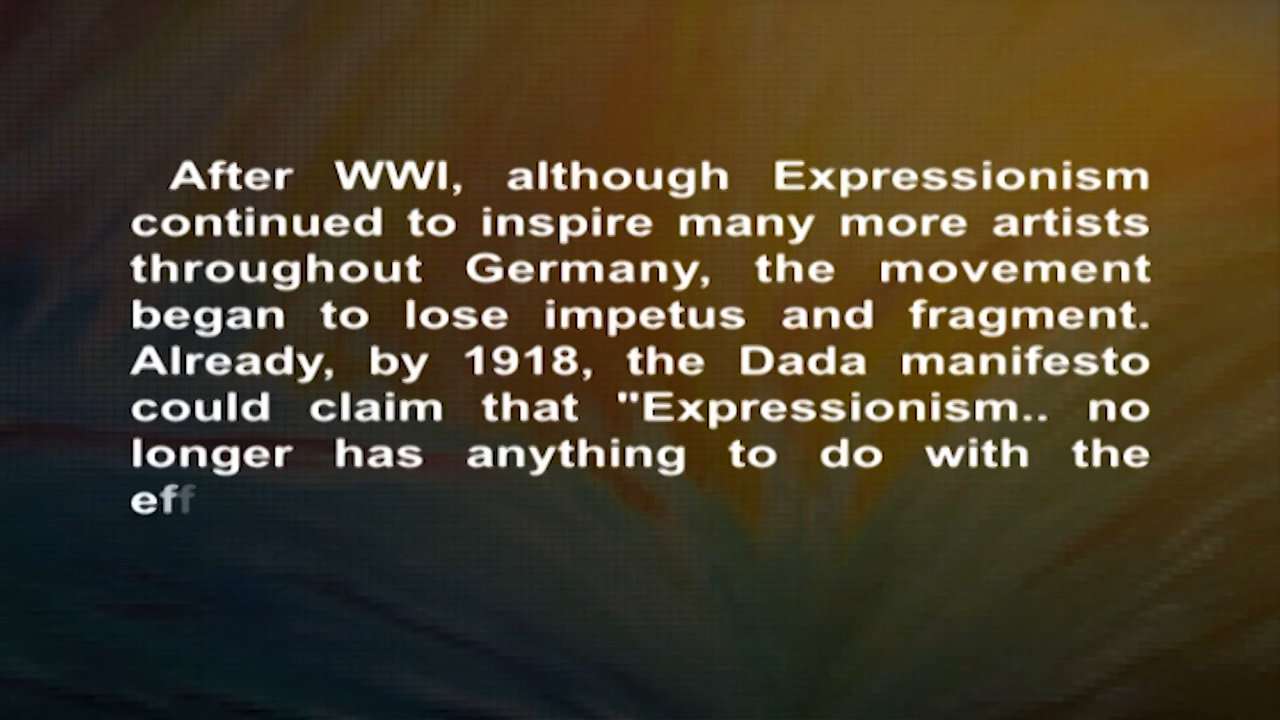 After WWI, although Expressionism
continued to inspire many more artists
throughout Germany, the movement
began to lose impetus and fragment.
Already, by 1918, the Dada manifesto
could claim that "Expressionism.. no
longer has anything to do with the
eff